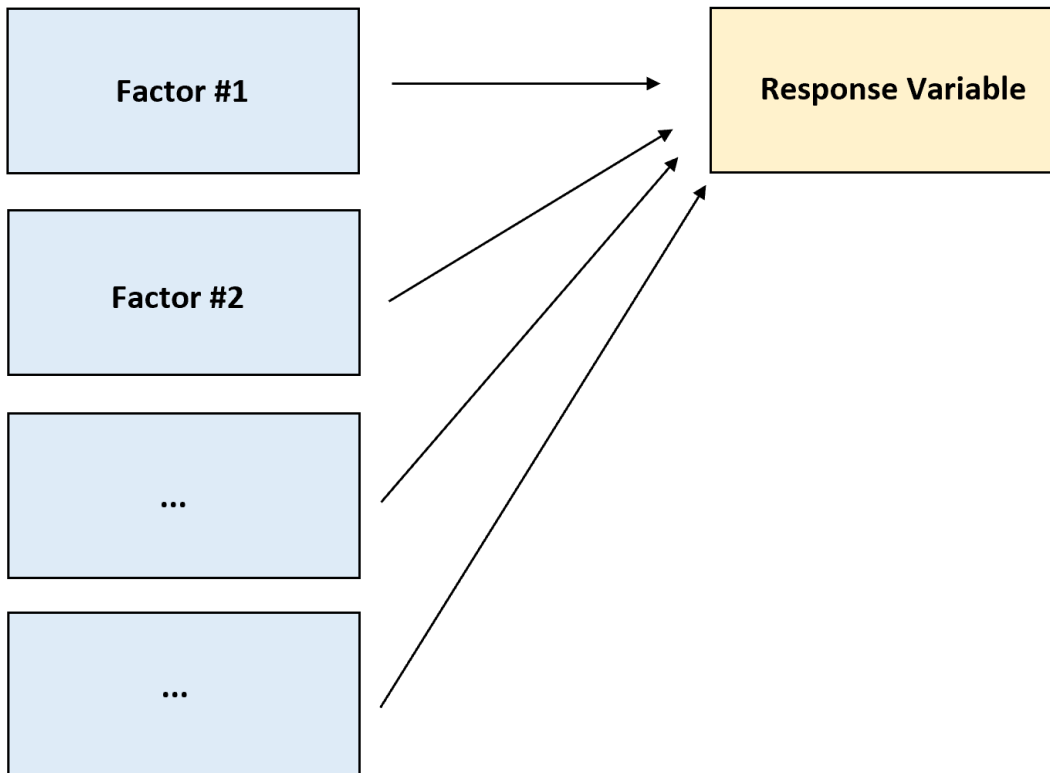 Factor #1
Response Variable
Factor #2
...
...